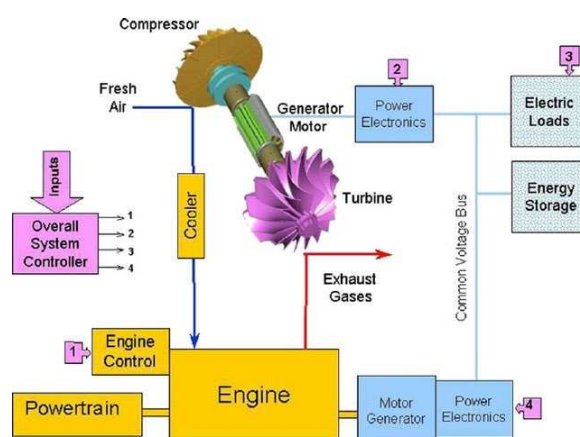 Compressor
Fresh
Air
Generator
Motor
2
Power
Electronics
3
Electric
Loads
Energy
Storage
Inputs
Overall
System
Controller
1
2
3
4
Cooler
Turbine
Exhaust
Gases
Common Voltage Bus
1
Engine
Control
Engine
Powertrain
Motor
Generator
Power
Electronics
4